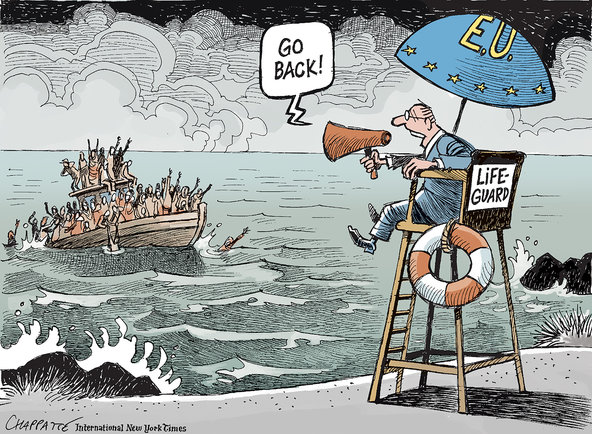 E.U.
GO
BACK!
LIFE-
GUARD
CHAPPATTE International New York Times